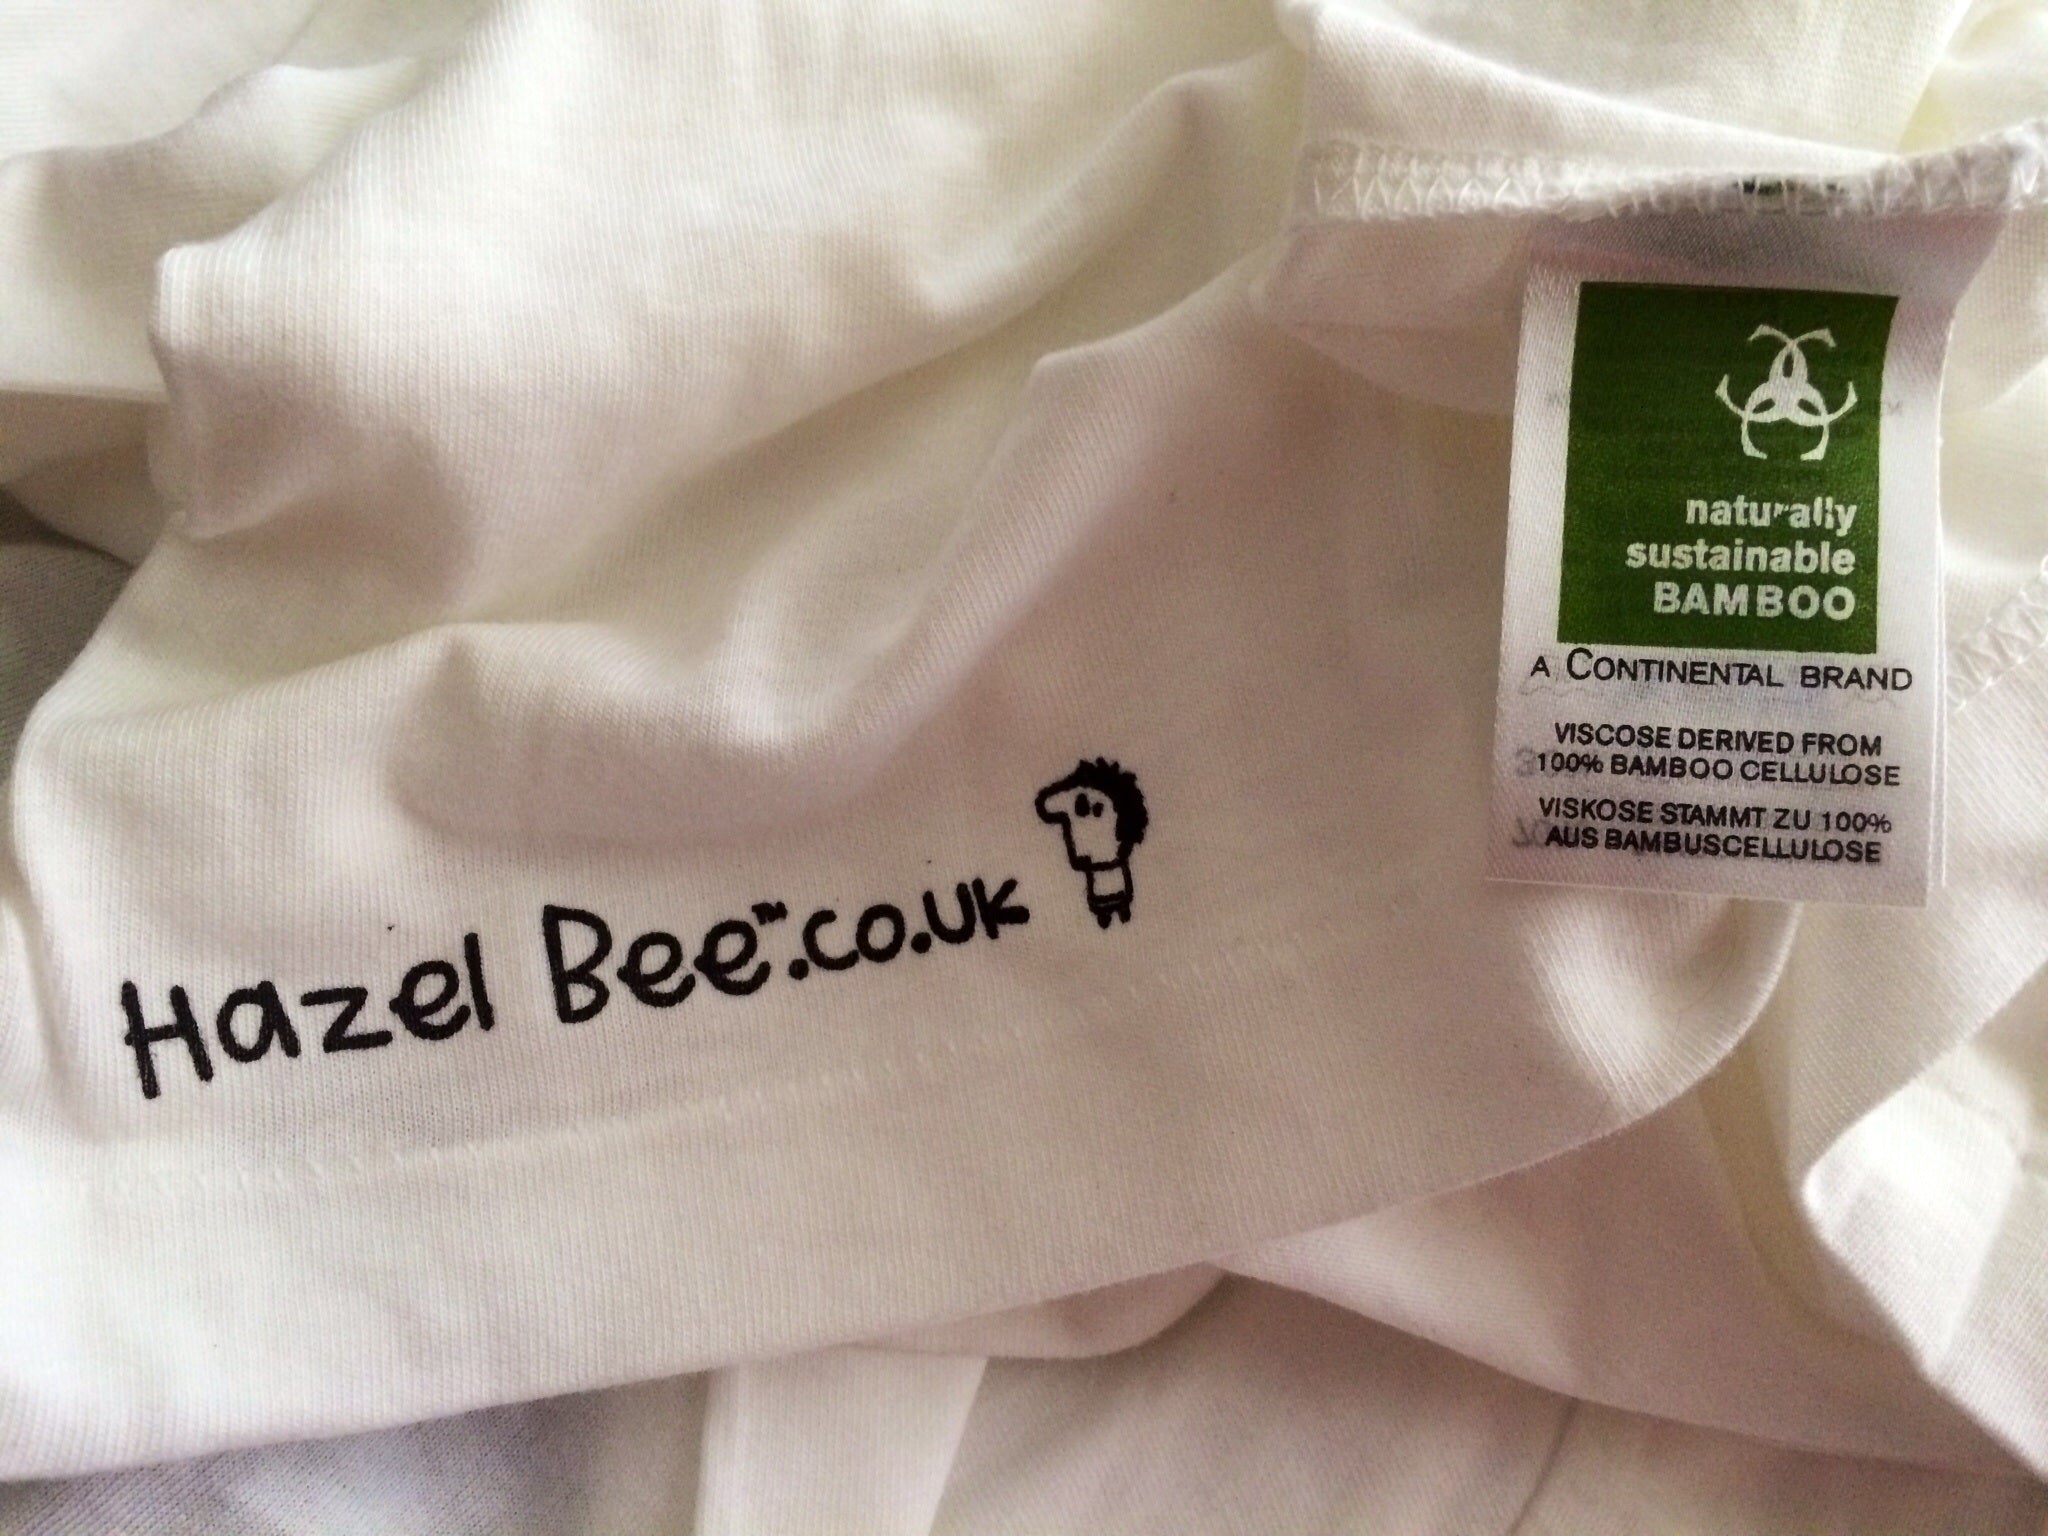 Hazel Bee™.co.uk
naturally
sustainable
BAMBOO
A CONTINENTAL BRAND
VISCOSE DERIVED FROM
100% BAMBOO CELLULOSE
VISKOSE STAMMT ZU 100%
AUS BAMBUSCELLULOSE